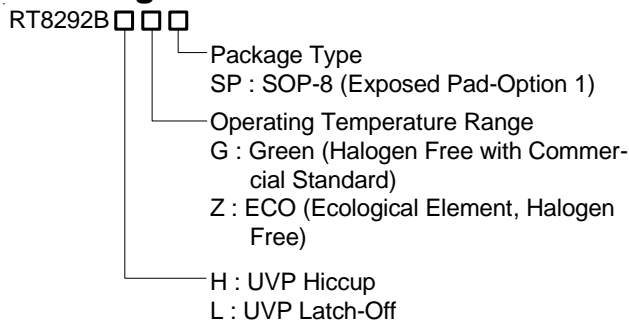 RT8292B
Package Type
SP : SOP-8 (Exposed Pad-Option 1)
Operating Temperature Range
G : Green (Halogen Free with Commer-
cial Standard)
Z : ECO (Ecological Element, Halogen
Free)
H : UVP Hiccup
L : UVP Latch-Off